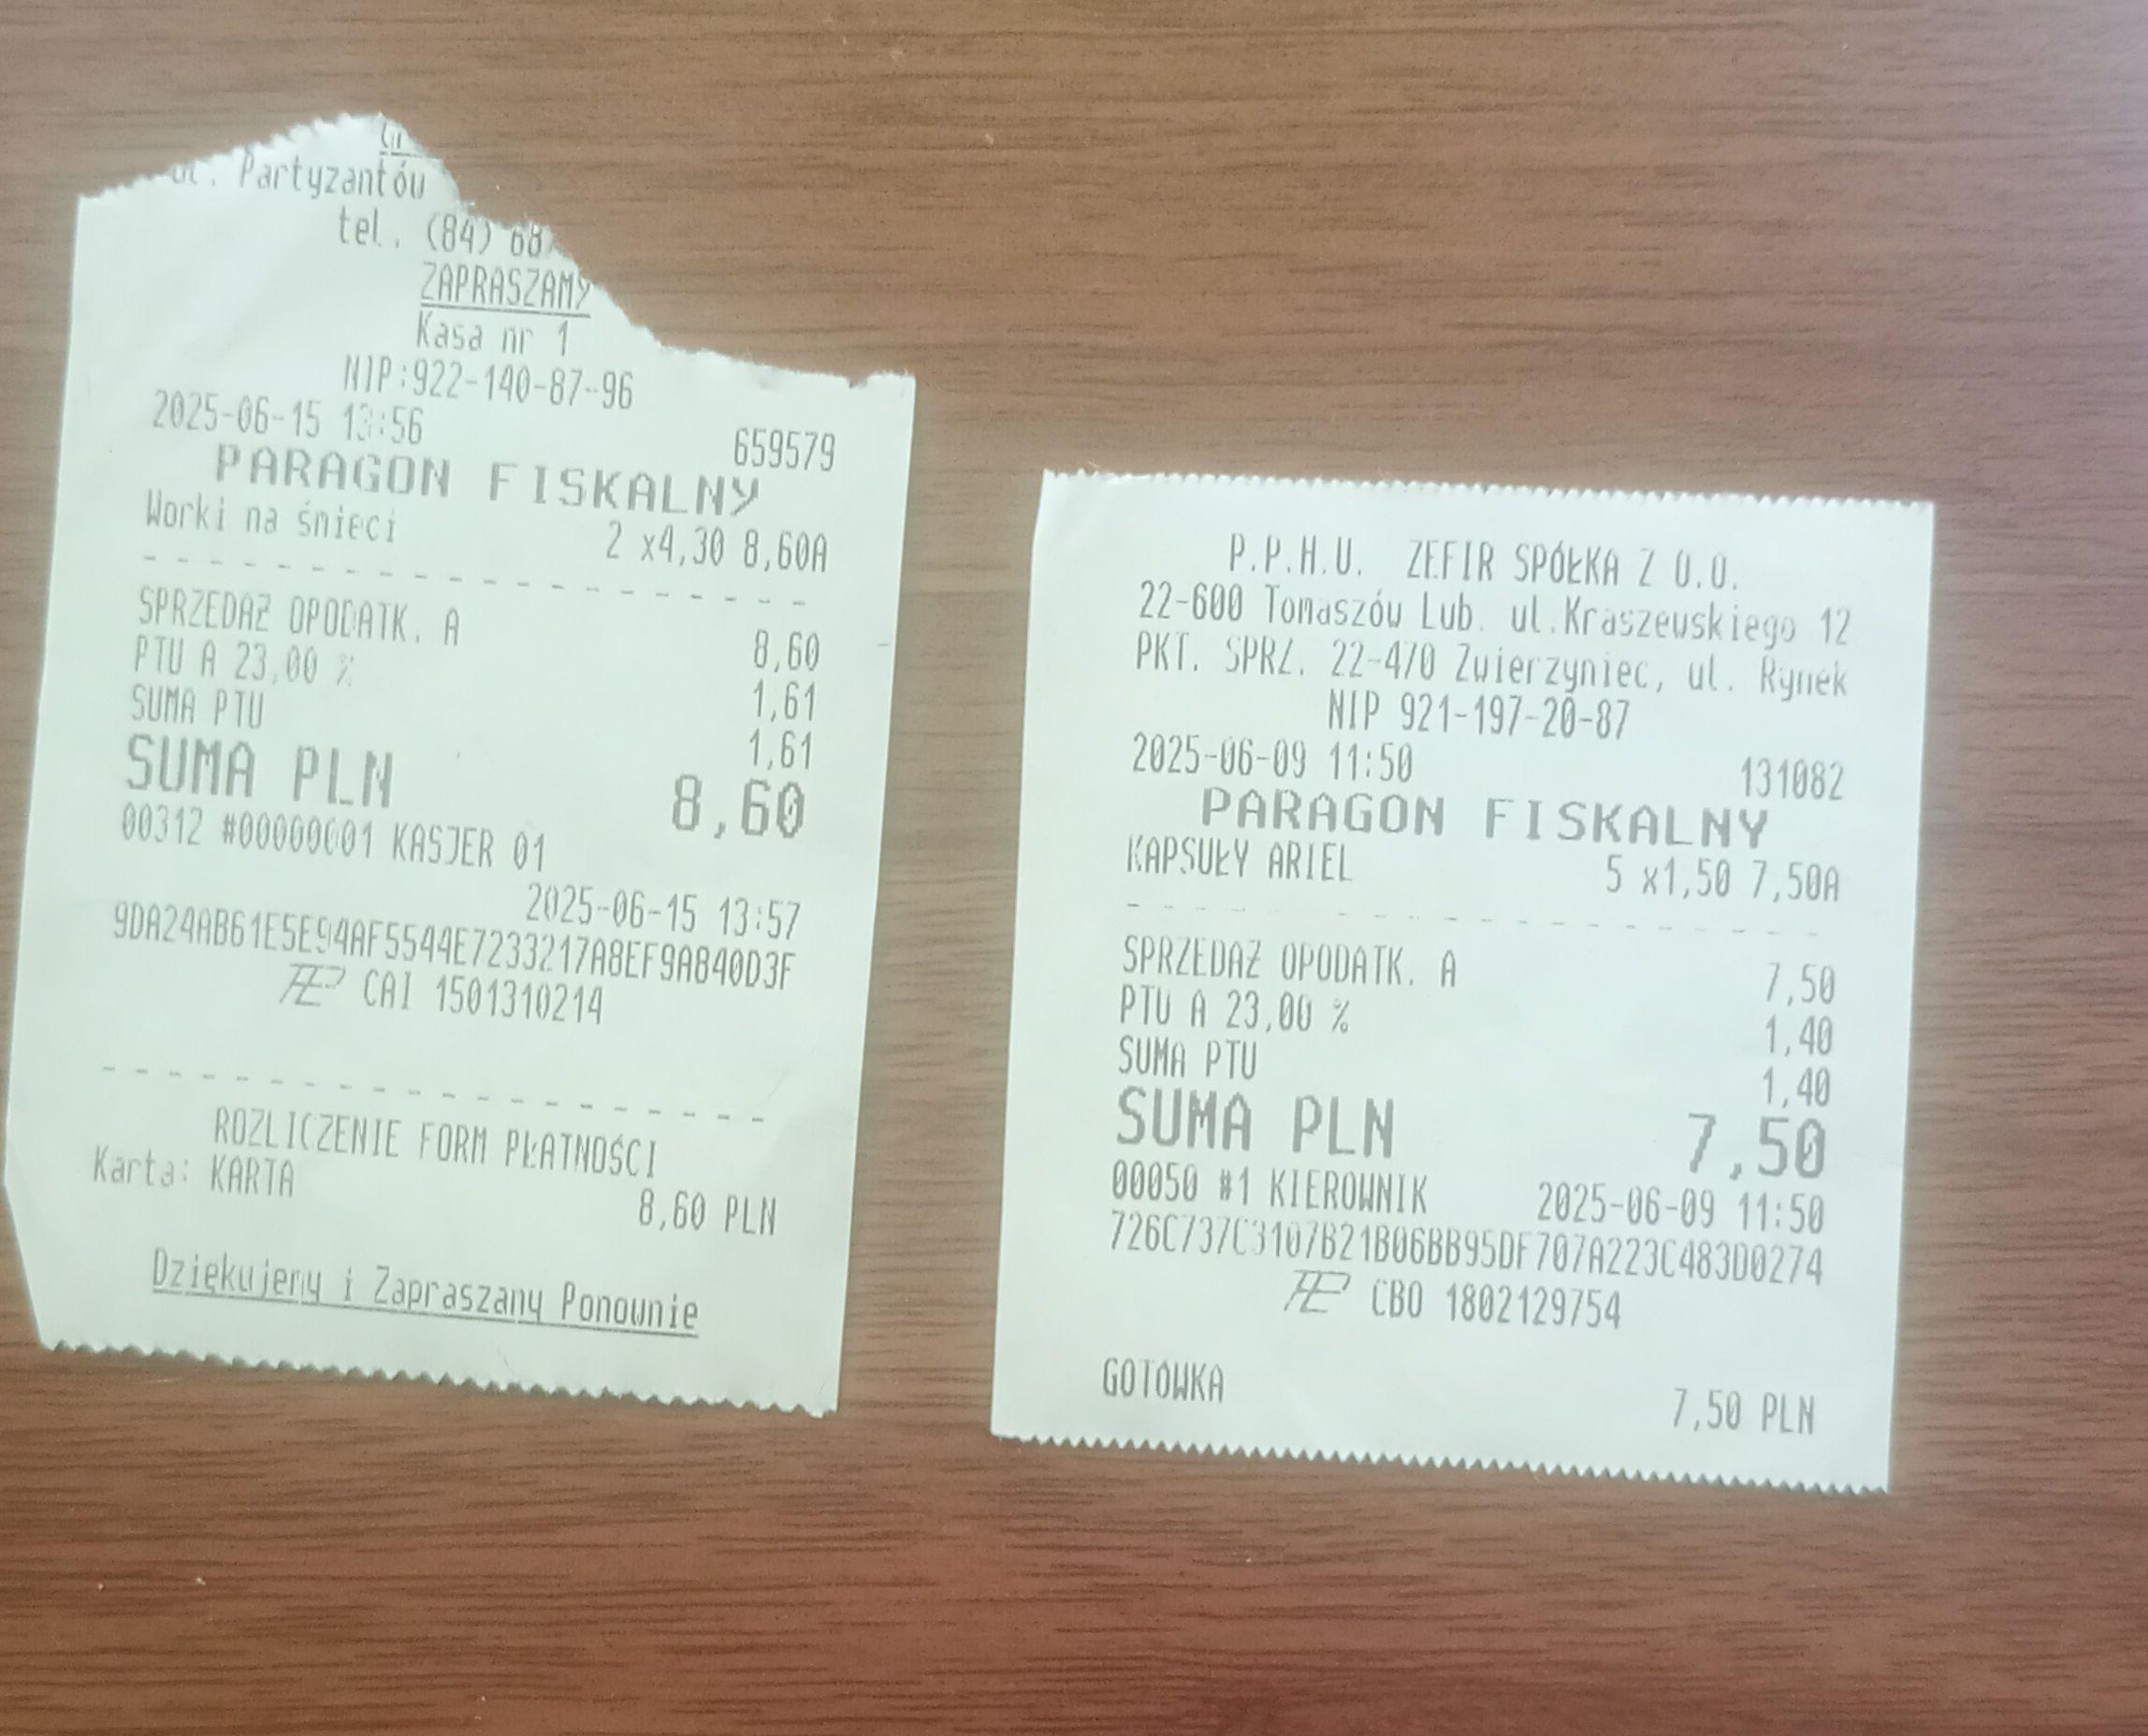 ul. Partyzantów
tel. (84) 68
ZAPRASZAMY
Kasa nr 1
NIP:922-140-87-96
2025-06-15 13:56 659579
PARAGON FISKALNY
Worki na śmieci 2 x4,30 8,60A
SPRZEDAŻ OPODATK. A 8,60
PTU A 23,00 % 1,61
SUMA PTU 1,61
SUMA PLN 8,60
00312 #00000001 KASJER 01
2025-06-15 13:57
9DA24AB61E5E94AF5544E7233217A8EF9A840D3F
CAI 1501310214
ROZLICZENIE FORM PŁATNOŚCI
Karta: KARTA 8,60 PLN
Dziękujemy i Zapraszamy Ponownie
P.P.H.U. ZEFIR SPÓŁKA Z O.O.
22-600 Tomaszów Lub. ul.Kraszewskiego 12
PKT. SPRZ. 22-470 Zwierzyniec, ul. Rynek
NIP 921-197-20-87
2025-06-09 11:50 131082
PARAGON FISKALNY
KAPSUŁY ARIEL 5 x1,50 7,50A
SPRZEDAŻ OPODATK. A 7,50
PTU A 23,00 % 1,40
SUMA PTU 1,40
SUMA PLN 7,50
00050 #1 KIEROWNIK 2025-06-09 11:50
726C737C3107B21B06BB95DF707A223C483D0274
CBO 1802129754
GOTÓWKA 7,50 PLN